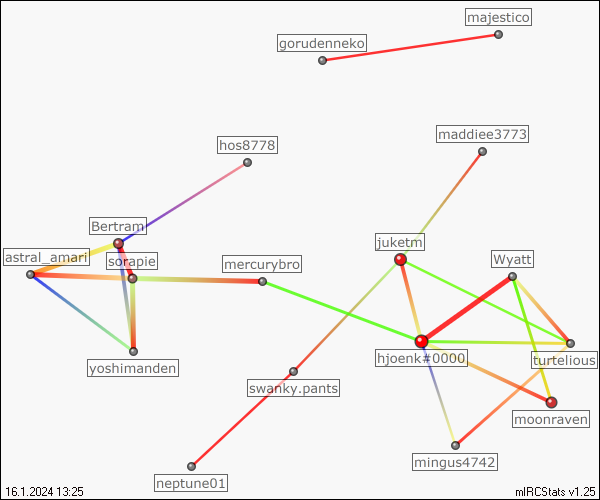 majestico
gorudenneko
maddiee3773
hos8778
Bertram
juketm
astral_amari
sorapie
mercurybro
Wyatt
hjoenk#0000
turtelious
yoshimanden
swanky.pants
moonraven
mingus4742
neptune01
16.1.2024 13:25
mIRCStats v1.25